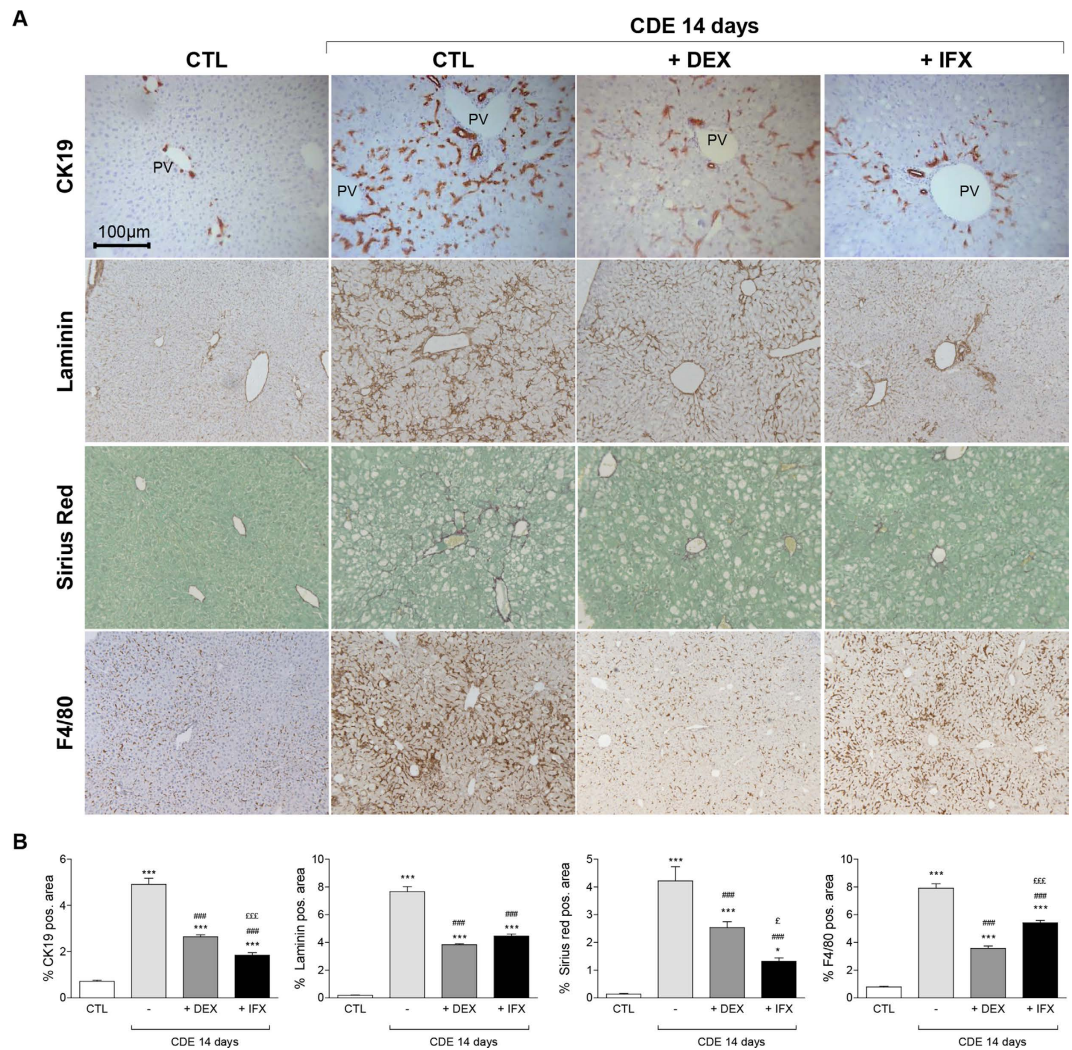 A
CDE 14 days
CTL
CTL
+ DEX
+ IFX
CK19
PV
100µm
PV
PV
PV
PV
Laminin
Sirius Red
F4/80
B
% CK19 pos. area
6
4
2
0
***
###
***
£££
###
***
CTL
-
+ DEX
+ IFX
CDE 14 days
% Laminin pos. area
10
8
6
4
2
0
***
###
***
###
***
CTL
-
+ DEX
+ IFX
CDE 14 days
% Sirius red pos. area
5
4
3
2
1
0
***
###
***
£
###
*
CTL
-
+ DEX
+ IFX
CDE 14 days
% F4/80 pos. area
10
8
6
4
2
0
***
###
***
£££
###
***
CTL
-
+ DEX
+ IFX
CDE 14 days